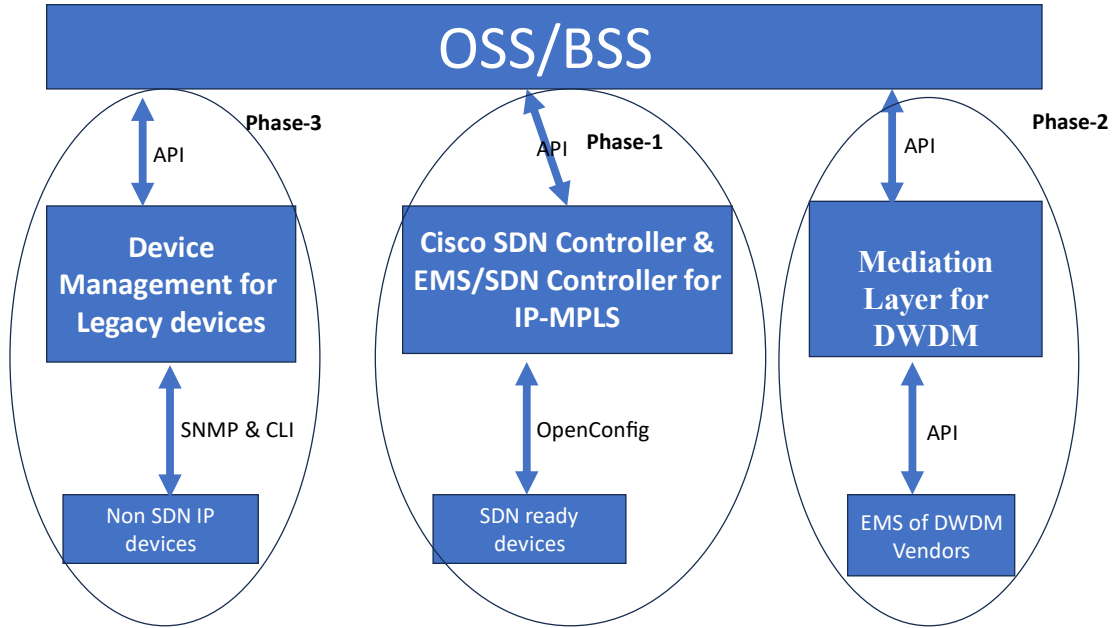 OSS/BSS
Phase-3
API
Device
Management for
Legacy devices
SNMP & CLI
Non SDN IP
devices
Phase-1
API
Cisco SDN Controller &
EMS/SDN Controller for
IP-MPLS
OpenConfig
SDN ready
devices
Phase-2
API
Mediation
Layer for
DWDM
API
EMS of DWDM
Vendors